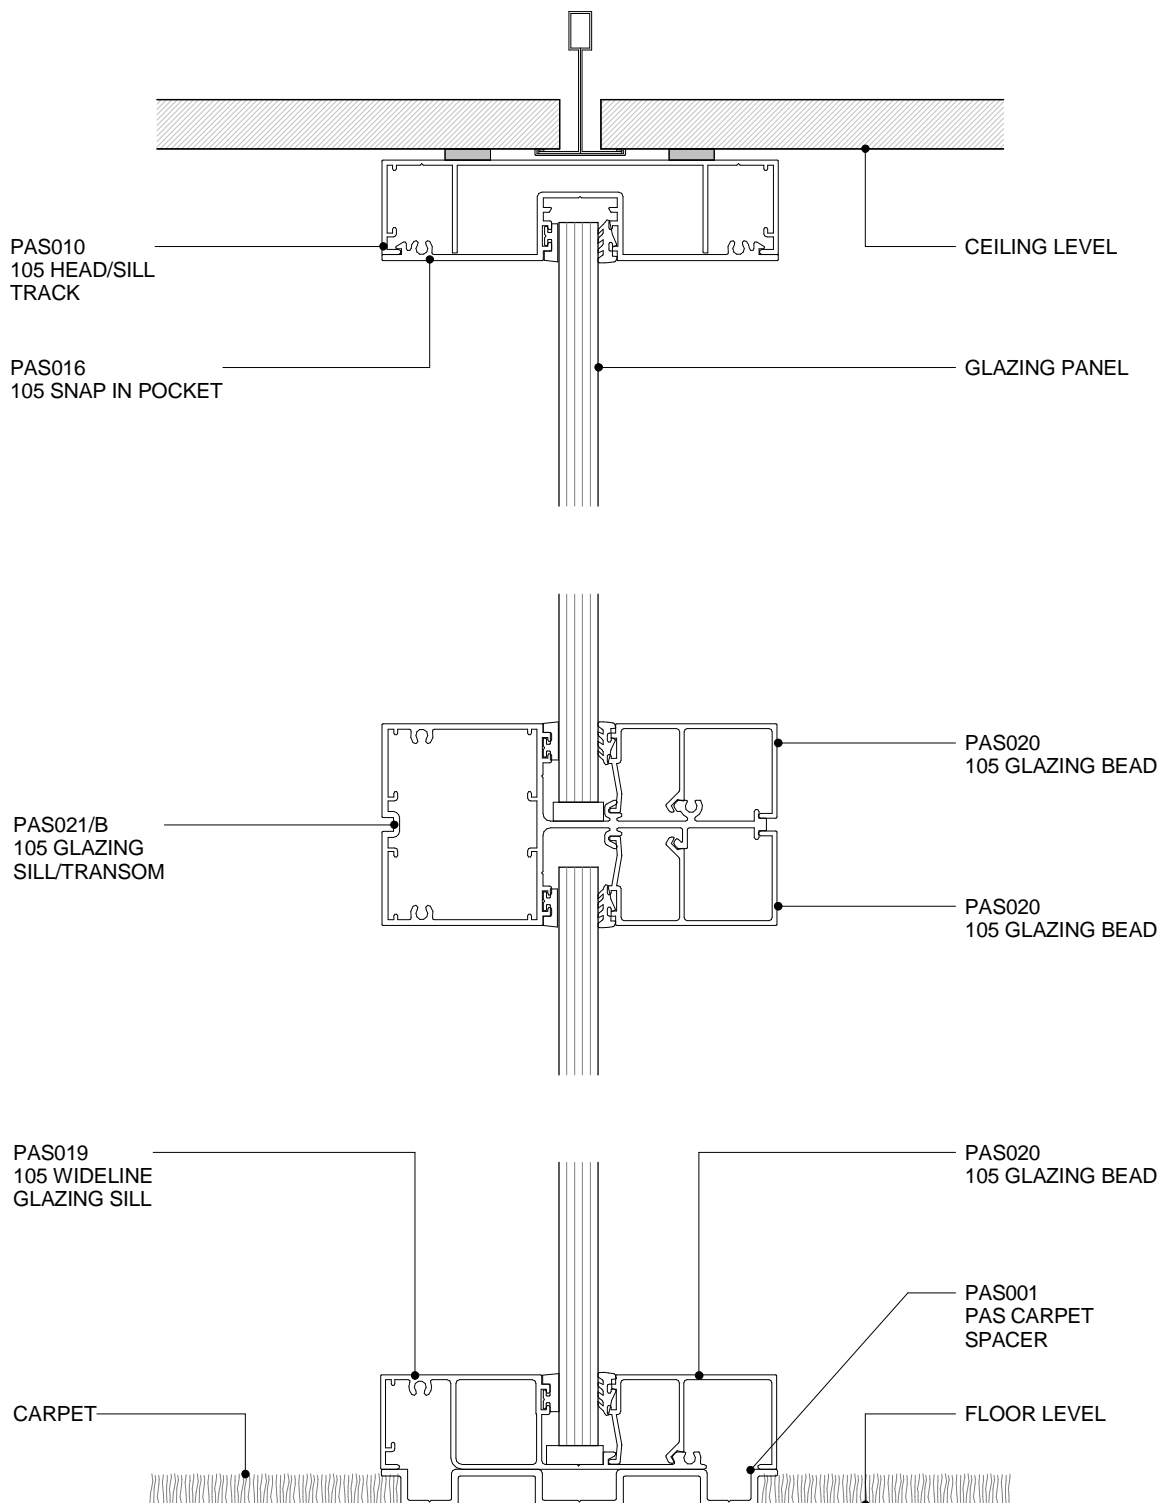 PAS010
105 HEAD/SILL
TRACK
CEILING LEVEL
PAS016
105 SNAP IN POCKET
GLAZING PANEL
PAS020
105 GLAZING BEAD
PAS021/B
105 GLAZING
SILL/TRANSOM
PAS020
105 GLAZING BEAD
PAS019
105 WIDELINE
GLAZING SILL
PAS020
105 GLAZING BEAD
PAS001
PAS CARPET
SPACER
CARPET
FLOOR LEVEL